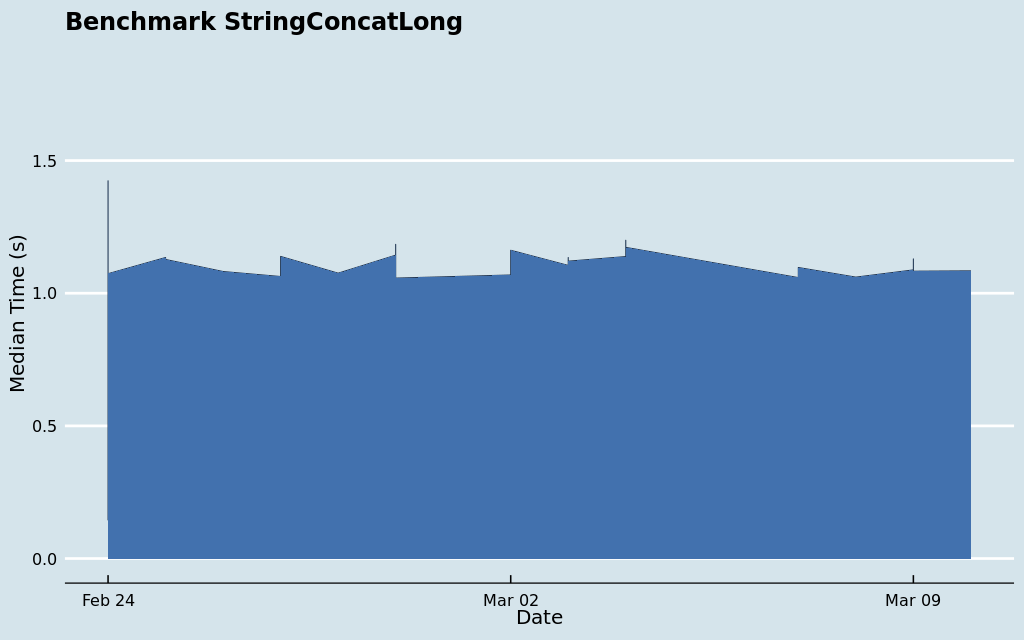 Benchmark StringConcatLong
1.5
1.0
0.5
0.0
Median Time (s)
Feb 24
Mar 02
Mar 09
Date